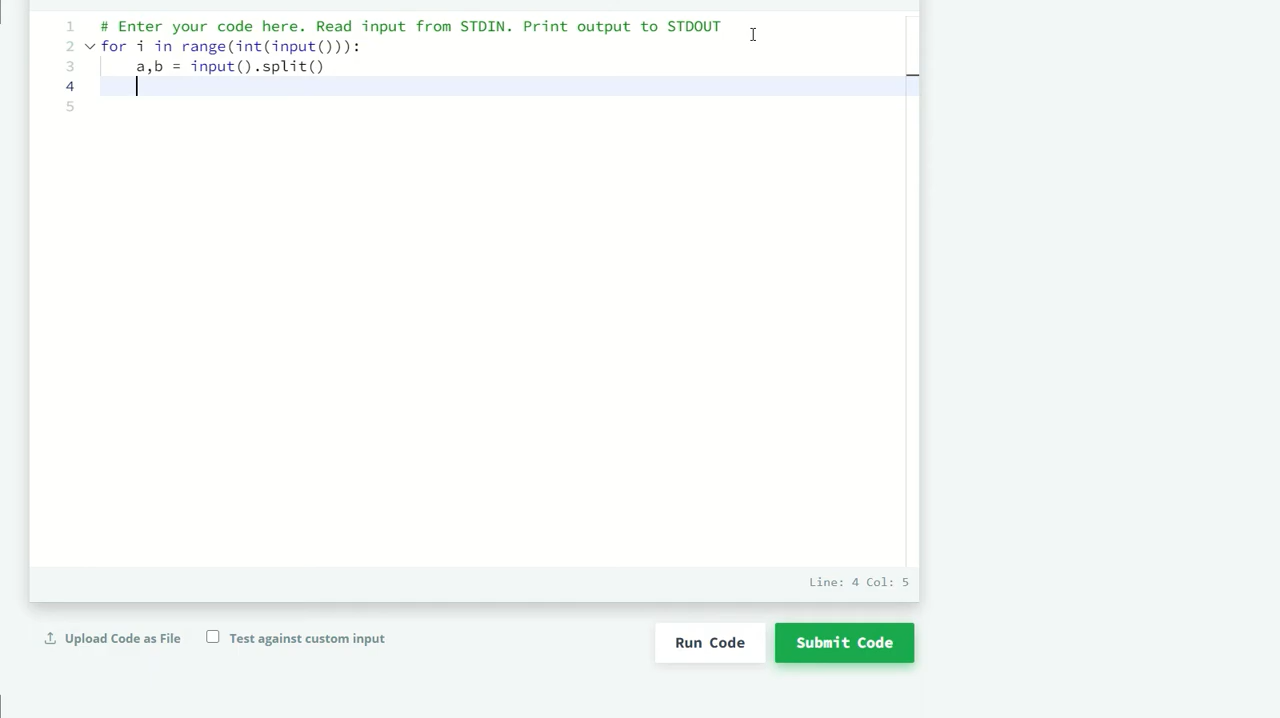 1 # Enter your code here. Read input from STDIN. Print output to STDOUT
2 for i in range(int(input())):
3 a,b = input().split()
4
5
Line: 4 Col: 5
Upload Code as File Test against custom input Run Code Submit Code